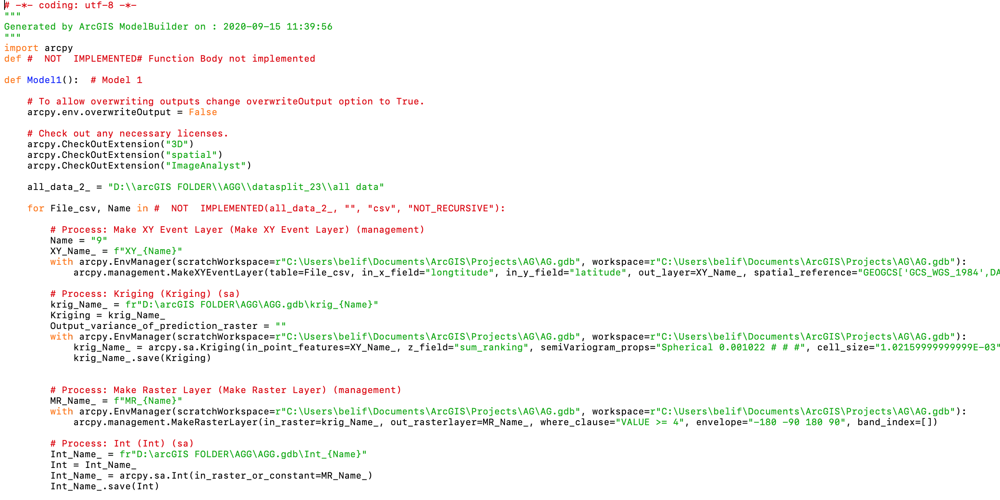 # -*- coding: utf-8 -*-
"""
Generated by ArcGIS ModelBuilder on : 2020-09-15 11:39:56
"""
import arcpy
def #  NOT  IMPLEMENTED# Function Body not implemented

def Model1():  # Model 1

    # To allow overwriting outputs change overwriteOutput option to True.
    arcpy.env.overwriteOutput = False

    # Check out any necessary licenses.
    arcpy.CheckOutExtension("3D")
    arcpy.CheckOutExtension("spatial")
    arcpy.CheckOutExtension("ImageAnalyst")

    all_data_2_ = "D:\\arcGIS FOLDER\\AGG\\datasplit_23\\all data"

    for File_csv, Name in #  NOT  IMPLEMENTED(all_data_2_, "", "csv", "NOT_RECURSIVE"):

        # Process: Make XY Event Layer (Make XY Event Layer) (management)
        Name = "9"
        XY_Name_ = f"XY_{Name}"
        with arcpy.EnvManager(scratchWorkspace=r"C:\Users\belif\Documents\ArcGIS\Projects\AG\AG.gdb", workspace=r"C:\Users\belif\Documents\ArcGIS\Projects\AG\AG.gdb"):
            arcpy.management.MakeXYEventLayer(table=File_csv, in_x_field="longtitude", in_y_field="latitude", out_layer=XY_Name_, spatial_reference="GEOGCS['GCS_WGS_1984',DA

        # Process: Kriging (Kriging) (sa)
        krig_Name_ = fr"D:\arcGIS FOLDER\AGG\AGG.gdb\krig_{Name}"
        Kriging = krig_Name_
        Output_variance_of_prediction_raster = ""
        with arcpy.EnvManager(scratchWorkspace=r"C:\Users\belif\Documents\ArcGIS\Projects\AG\AG.gdb", workspace=r"C:\Users\belif\Documents\ArcGIS\Projects\AG\AG.gdb"):
            krig_Name_ = arcpy.sa.Kriging(in_point_features=XY_Name_, z_field="sum_ranking", semiVariogram_props="Spherical 0.001022 # # #", cell_size="1.02159999999999E-03"
            krig_Name_.save(Kriging)


        # Process: Make Raster Layer (Make Raster Layer) (management)
        MR_Name_ = f"MR_{Name}"
        with arcpy.EnvManager(scratchWorkspace=r"C:\Users\belif\Documents\ArcGIS\Projects\AG\AG.gdb", workspace=r"C:\Users\belif\Documents\ArcGIS\Projects\AG\AG.gdb"):
            arcpy.management.MakeRasterLayer(in_raster=krig_Name_, out_rasterlayer=MR_Name_, where_clause="VALUE >= 4", envelope="-180 -90 180 90", band_index=[])

        # Process: Int (Int) (sa)
        Int_Name_ = fr"D:\arcGIS FOLDER\AGG\AGG.gdb\Int_{Name}"
        Int = Int_Name_
        Int_Name_ = arcpy.sa.Int(in_raster_or_constant=MR_Name_)
        Int_Name_.save(Int)